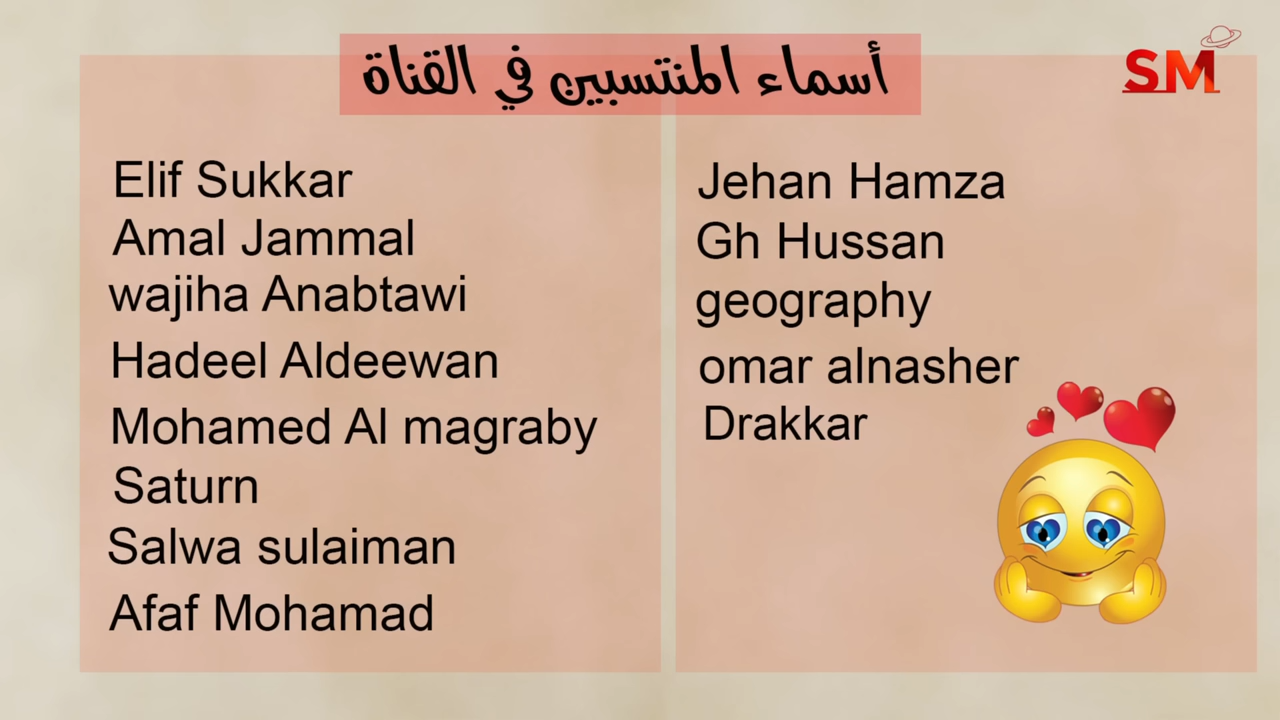 أسماء المنتسبين في القناة
SM
Elif Sukkar
Amal Jammal
wajiha Anabtawi
Hadeel Aldeewan
Mohamed Al magraby
Saturn
Salwa sulaiman
Afaf Mohamad
Jehan Hamza
Gh Hussan
geography
omar alnasher
Drakkar